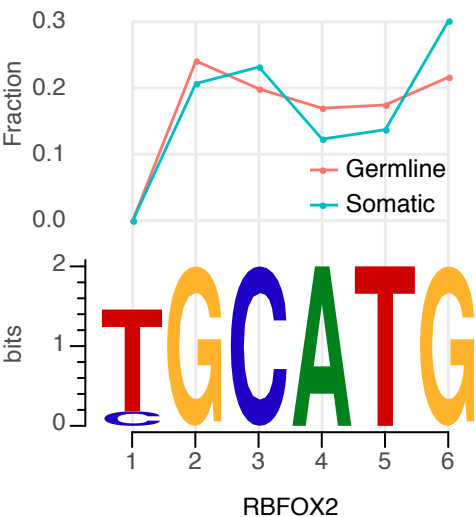 0.3
0.2
0.1
0.0
Fraction
Germline
Somatic
2
1
0
bits
TGCATG
C
1 2 3 4 5 6
RBFOX2